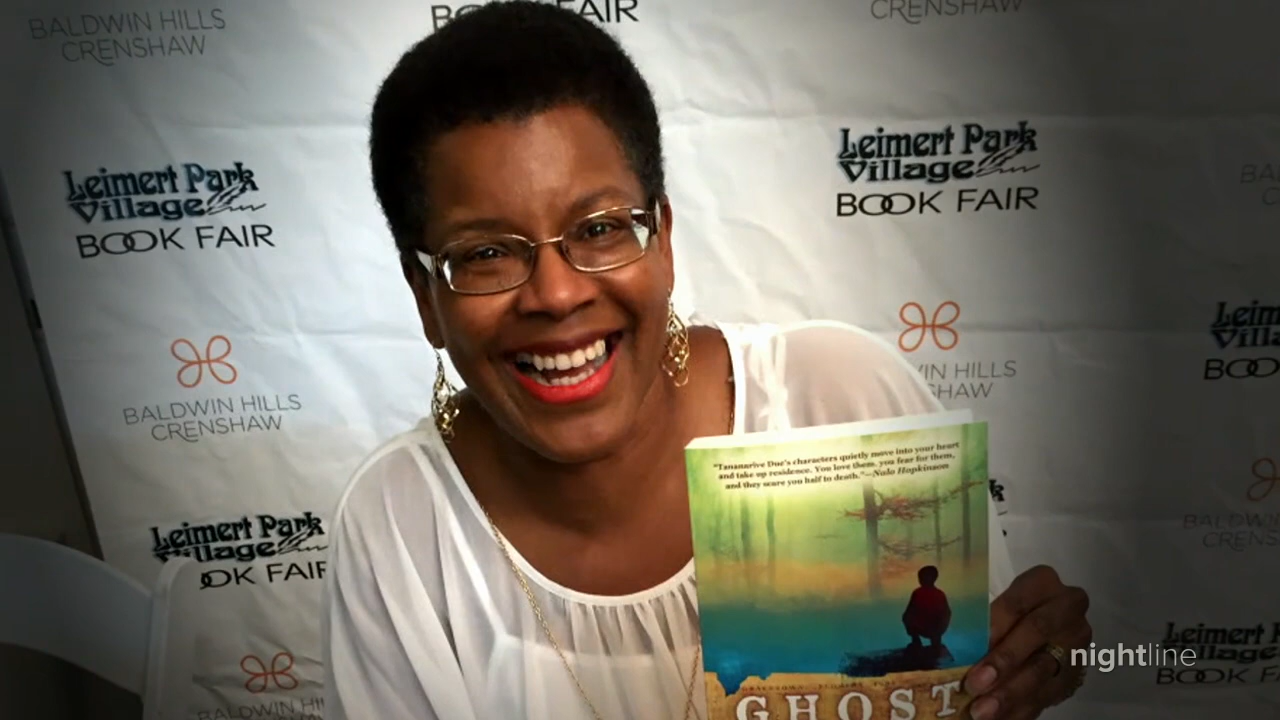 BALDWIN HILLS
CRENSHAW
BOOK FAIR
CRENSHAW
Leimert Park
Village
BOOK FAIR
Leimert Park
Village
BOOK FAIR
BALDWIN HILLS
CRENSHAW
HILLS
Leimert Park
Village
BOOK FAIR
"Tananarive Due's characters quietly move into your heart
and take up residence. You love them, you fear for them,
and they scare you half to death."—Nalo Hopkinson
GHOST
nightline
Leimert
Village
BOOK
BALDWIN